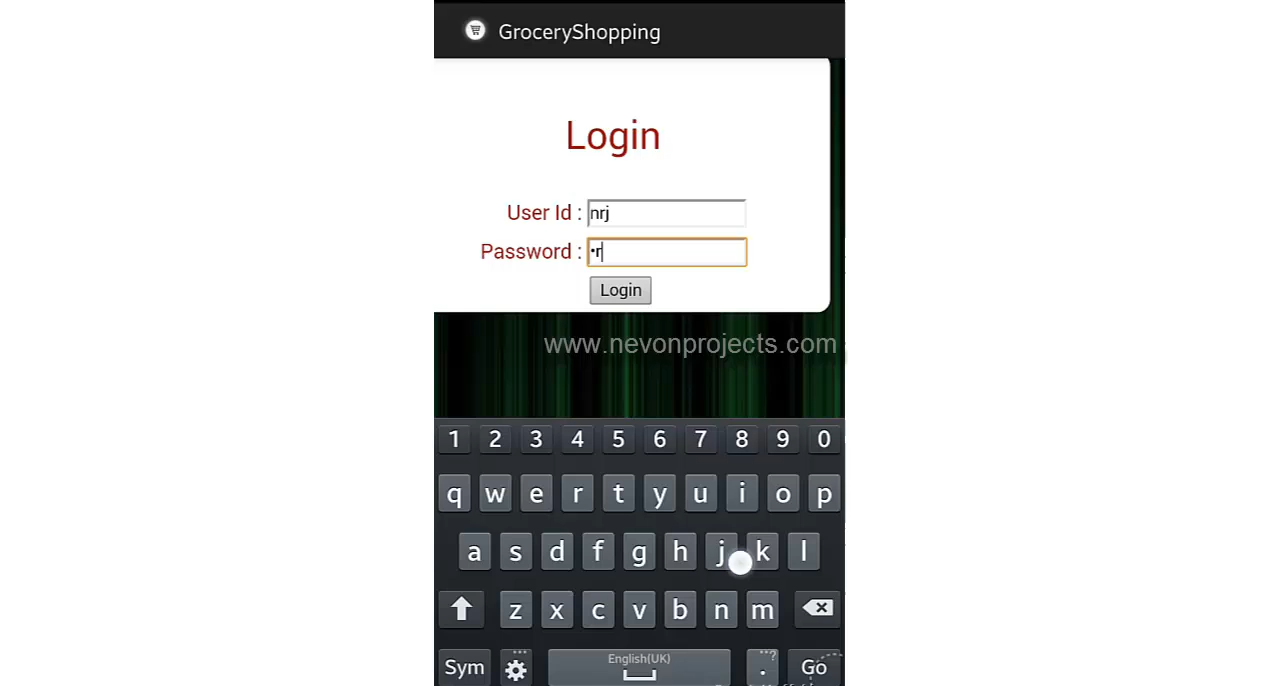 GroceryShopping
Login
User Id : nrj
Password : •r
Login
www.nevonprojects.com
1 2 3 4 5 6 7 8 9 0
q w e r t y u i o p
a s d f g h j k l
z x c v b n m
English(UK)
Sym . Go